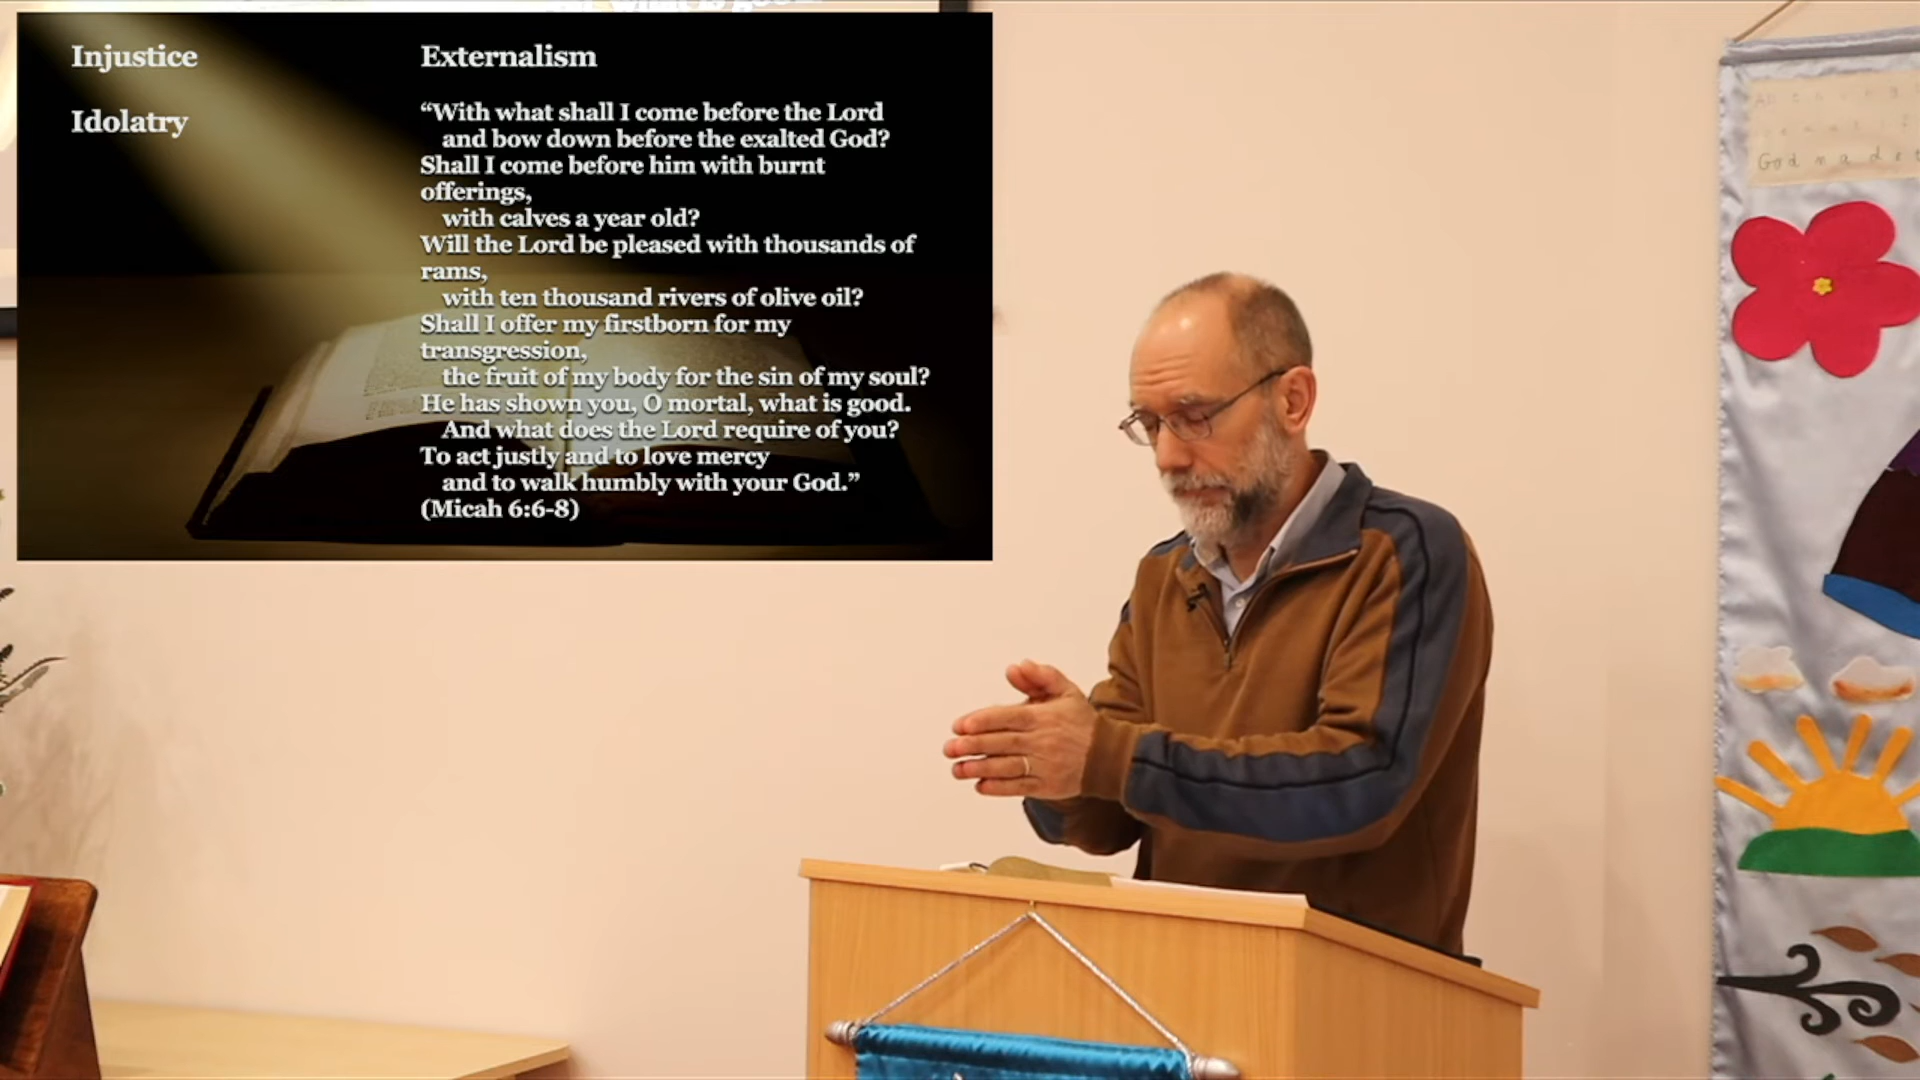 Injustice
Idolatry
Externalism
“With what shall I come before the Lord
and bow down before the exalted God?
Shall I come before him with burnt
offerings,
with calves a year old?
Will the Lord be pleased with thousands of
rams,
with ten thousand rivers of olive oil?
Shall I offer my firstborn for my
transgression,
the fruit of my body for the sin of my soul?
He has shown you, O mortal, what is good.
And what does the Lord require of you?
To act justly and to love mercy
and to walk humbly with your God.”
(Micah 6:6-8)
God